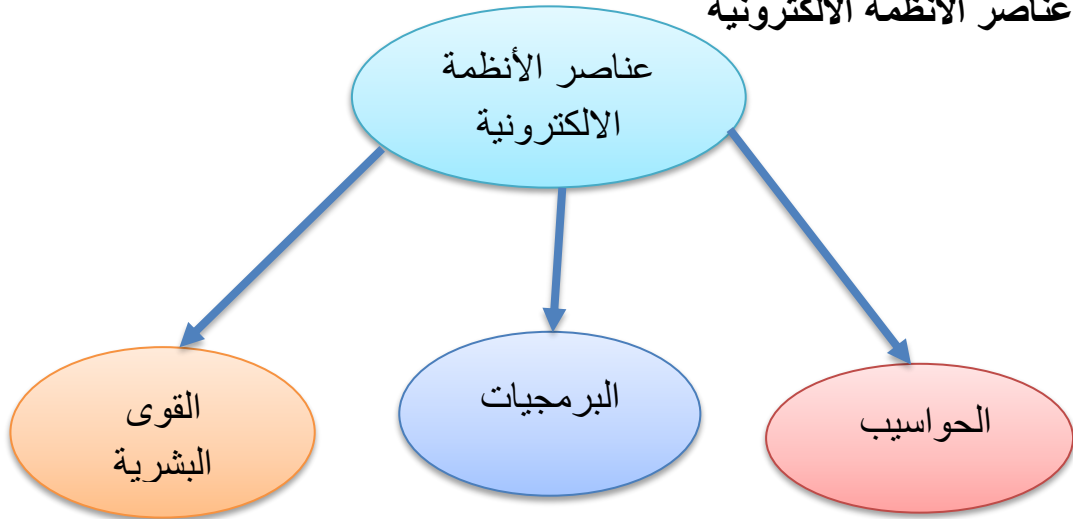 عناصر الأنظمة الالكترونية
عناصر الأنظمة
الالكترونية
الحواسيب
البرمجيات
القوى
البشرية